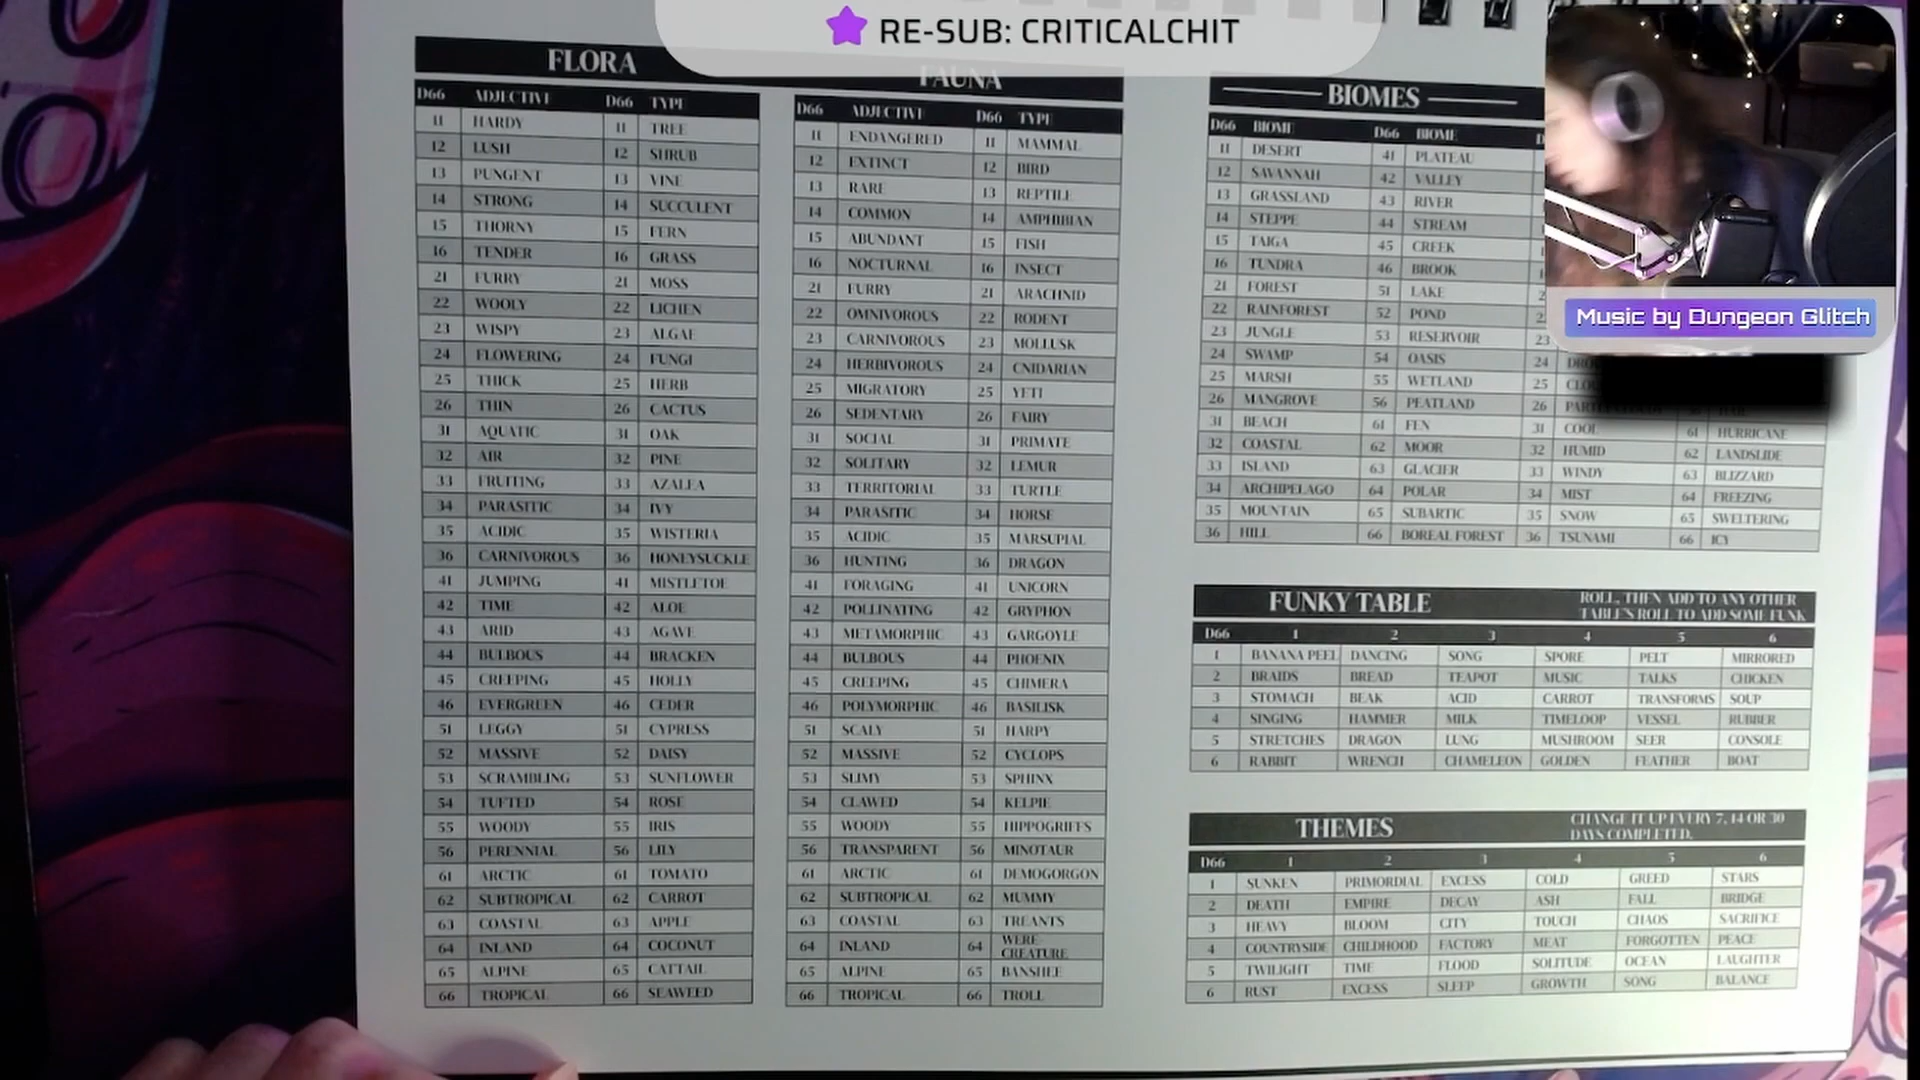 RE-SUB: CRITICALCHIT
Music by Dungeon Glitch
FLORA
D66 ADJECTIVE D66 TYPE
11 HARDY 11 TREE
12 LUSH 12 SHRUB
13 PUNGENT 13 VINE
14 STRONG 14 SUCCULENT
15 THORNY 15 FERN
16 TENDER 16 GRASS
21 FURRY 21 MOSS
22 WOOLY 22 LICHEN
23 WISPY 23 ALGAE
24 FLOWERING 24 FUNGI
25 THICK 25 HERB
26 THIN 26 CACTUS
31 AQUATIC 31 OAK
32 AIR 32 PINE
33 FRUITING 33 AZALEA
34 PARASITIC 34 IVY
35 ACIDIC 35 WISTERIA
36 CARNIVOROUS 36 HONEYSUCKLE
41 JUMPING 41 MISTLETOE
42 TIME 42 ALOE
43 ARID 43 AGAVE
44 BULBOUS 44 BRACKEN
45 CREEPING 45 HOLLY
46 EVERGREEN 46 CEDER
51 LEGGY 51 CYPRESS
52 MASSIVE 52 DAISY
53 SCRAMBLING 53 SUNFLOWER
54 TUFTED 54 ROSE
55 WOODY 55 IRIS
56 PERENNIAL 56 LILY
61 ARCTIC 61 TOMATO
62 SUBTROPICAL 62 CARROT
63 COASTAL 63 APPLE
64 INLAND 64 COCONUT
65 ALPINE 65 CATTAIL
66 TROPICAL 66 SEAWEED
FAUNA
D66 ADJECTIVE D66 TYPE
11 ENDANGERED 11 MAMMAL
12 EXTINCT 12 BIRD
13 RARE 13 REPTILE
14 COMMON 14 AMPHIBIAN
15 ABUNDANT 15 FISH
16 NOCTURNAL 16 INSECT
21 FURRY 21 ARACHNID
22 OMNIVOROUS 22 RODENT
23 CARNIVOROUS 23 MOLLUSK
24 HERBIVOROUS 24 CNIDARIAN
25 MIGRATORY 25 YETI
26 SEDENTARY 26 FAIRY
31 SOCIAL 31 PRIMATE
32 SOLITARY 32 LEMUR
33 TERRITORIAL 33 TURTLE
34 PARASITIC 34 HORSE
35 ACIDIC 35 MARSUPIAL
36 HUNTING 36 DRAGON
41 FORAGING 41 UNICORN
42 POLLINATING 42 GRYPHON
43 METAMORPHIC 43 GARGOYLE
44 BULBOUS 44 PHOENIX
45 CREEPING 45 CHIMERA
46 POLYMORPHIC 46 BASILISK
51 SCALY 51 HARPY
52 MASSIVE 52 CYCLOPS
53 SLIMY 53 SPHINX
54 CLAWED 54 KELPIE
55 WOODY 55 HIPPOGRIFFS
56 TRANSPARENT 56 MINOTAUR
61 ARCTIC 61 DEMOGORGON
62 SUBTROPICAL 62 MUMMY
63 COASTAL 63 TREANTS
64 INLAND 64 WERE-CREATURE
65 ALPINE 65 BANSHEE
66 TROPICAL 66 TROLL
BIOMES
D66 BIOME D66 BIOME
11 DESERT 41 PLATEAU
12 SAVANNAH 42 VALLEY
13 GRASSLAND 43 RIVER
14 STEPPE 44 STREAM
15 TAIGA 45 CREEK
16 TUNDRA 46 BROOK
21 FOREST 51 LAKE
22 RAINFOREST 52 POND
23 JUNGLE 53 RESERVOIR 23
24 SWAMP 54 OASIS 24
25 MARSH 55 WETLAND 25
26 MANGROVE 56 PEATLAND 26
31 BEACH 61 FEN 31 COOL 61 HURRICANE
32 COASTAL 62 MOOR 32 HUMID 62 LANDSLIDE
33 ISLAND 63 GLACIER 33 WINDY 63 BLIZZARD
34 ARCHIPELAGO 64 POLAR 34 MIST 64 FREEZING
35 MOUNTAIN 65 SUBARTIC 35 SNOW 65 SWELTERING
36 HILL 66 BOREAL FOREST 36 TSUNAMI 66 ICY
FUNKY TABLE
ROLL, THEN ADD TO ANY OTHER
TABLE'S ROLL TO ADD SOME FUNK
D66 1 2 3 4 5 6
1 BANANA PEEL DANCING SONG SPORE PELT MIRRORED
2 BRAIDS BREAD TEAPOT MUSIC TALKS CHICKEN
3 STOMACH BEAK ACID CARROT TRANSFORMS SOUP
4 SINGING HAMMER MILK TIMELOOP VESSEL RUBBER
5 STRETCHES DRAGON LUNG MUSHROOM SEER CONSOLE
6 RABBIT WRENCH CHAMELEON GOLDEN FEATHER BOAT
THEMES
CHANGE IT UP EVERY 7, 14 OR 30
DAYS COMPLETED.
D66 1 2 3 4 5 6
1 SUNKEN PRIMORDIAL EXCESS COLD GREED STARS
2 DEATH EMPIRE DECAY ASH FALL BRIDGE
3 HEAVY BLOOM CITY TOUCH CHAOS SACRIFICE
4 COUNTRYSIDE CHILDHOOD FACTORY MEAT FORGOTTEN PEACE
5 TWILIGHT TIME FLOOD SOLITUDE OCEAN LAUGHTER
6 RUST EXCESS SLEEP GROWTH SONG BALANCE